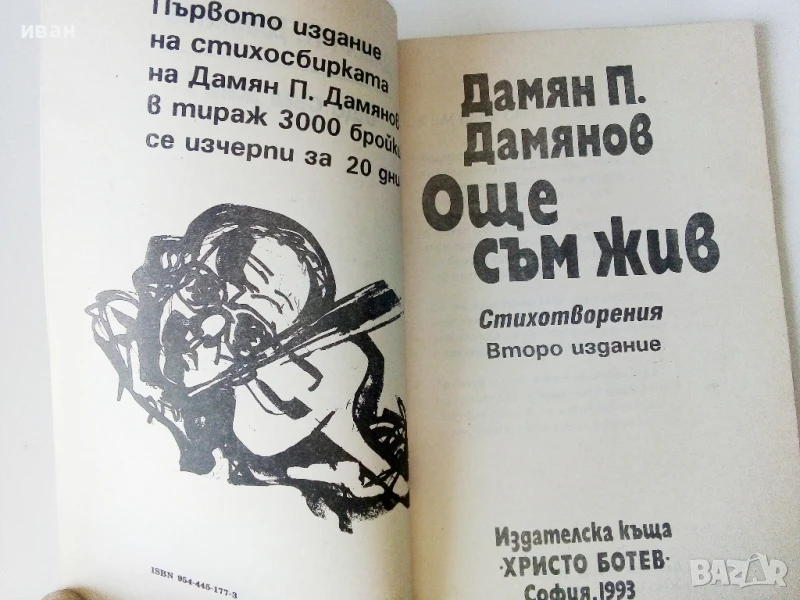 иван
Първото издание
на стихосбирката
на Дамян П. Дамянов
в тираж 3000 бройки
се изчерпи за 20 дни
ISBN 954-445-177-3
Дамян П.
Дамянов
Още
съм жив
Стихотворения
Второ издание
Издателска къща
·ХРИСТО БОТЕВ·
София, 1993
BAZAR